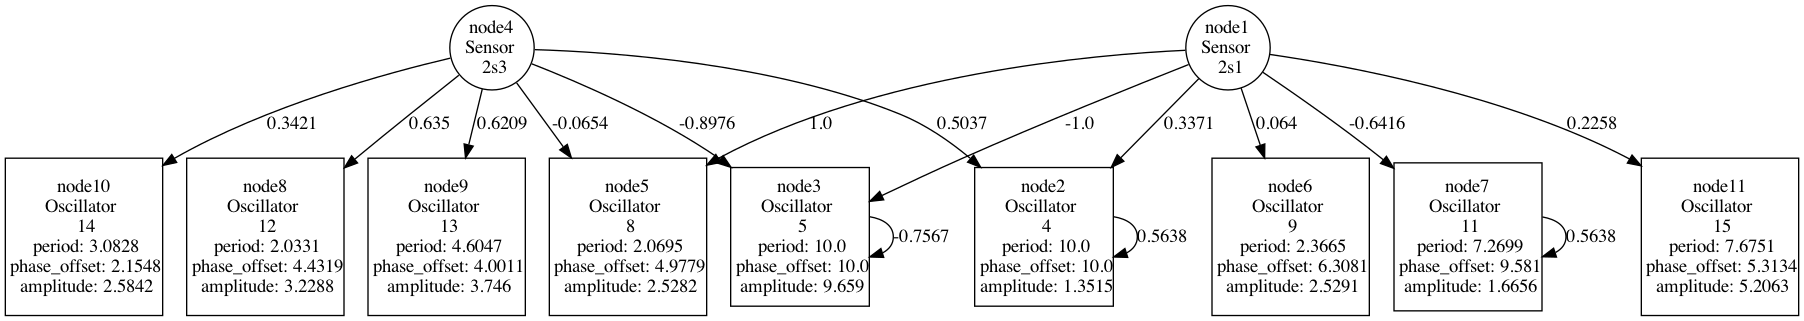 node4
Sensor
2s3
node1
Sensor
2s1
0.3421
0.635
0.6209
-0.0654
-0.8976
1.0
0.5037
-1.0
0.3371
0.064
-0.6416
0.2258
node10
Oscillator
14
period: 3.0828
phase_offset: 2.1548
amplitude: 2.5842
node8
Oscillator
12
period: 2.0331
phase_offset: 4.4319
amplitude: 3.2288
node9
Oscillator
13
period: 4.6047
phase_offset: 4.0011
amplitude: 3.746
node5
Oscillator
8
period: 2.0695
phase_offset: 4.9779
amplitude: 2.5282
node3
Oscillator
5
period: 10.0
phase_offset: 10.0
amplitude: 9.659
-0.7567
node2
Oscillator
4
period: 10.0
phase_offset: 10.0
amplitude: 1.3515
0.5638
node6
Oscillator
9
period: 2.3665
phase_offset: 6.3081
amplitude: 2.5291
node7
Oscillator
11
period: 7.2699
phase_offset: 9.581
amplitude: 1.6656
0.5638
node11
Oscillator
15
period: 7.6751
phase_offset: 5.3134
amplitude: 5.2063